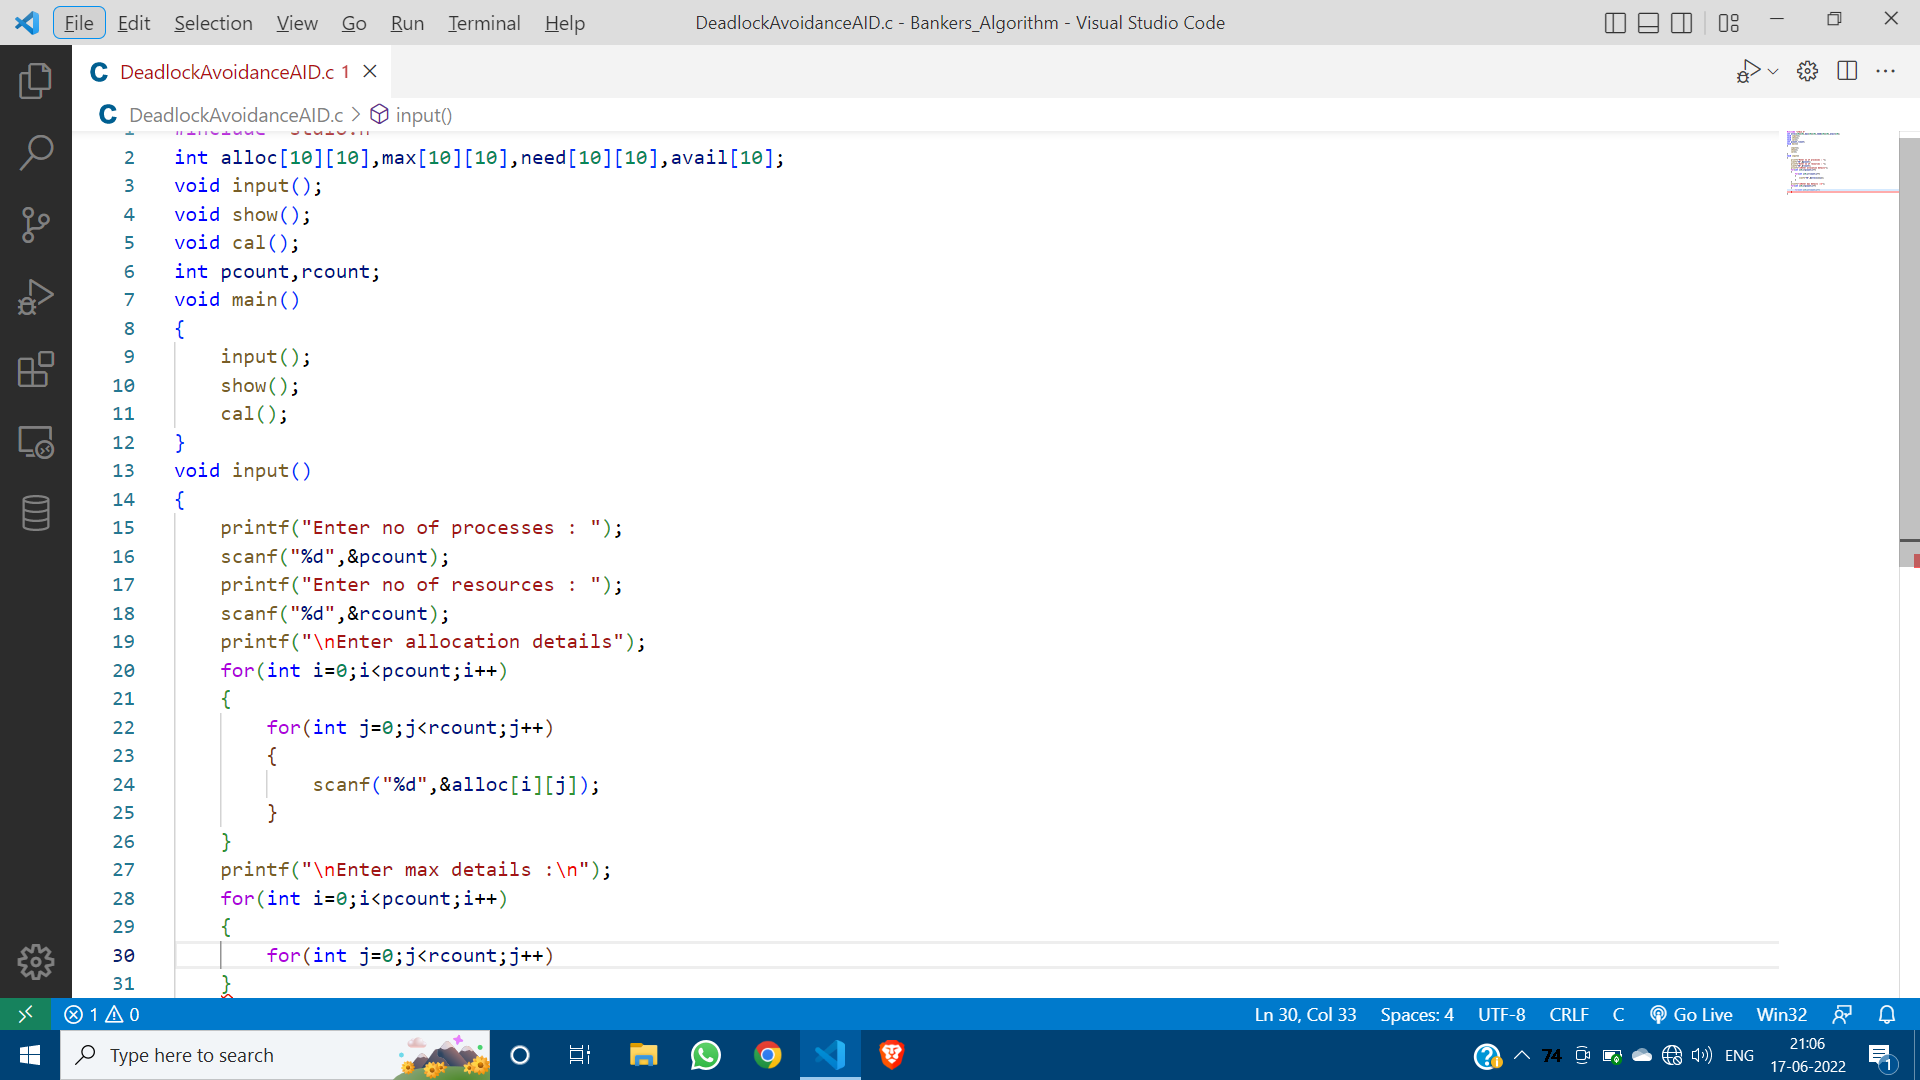 File Edit Selection View Go Run Terminal Help DeadlockAvoidanceAID.c - Bankers_Algorithm - Visual Studio Code
C DeadlockAvoidanceAID.c 1
C DeadlockAvoidanceAID.c > input()
2 int alloc[10][10],max[10][10],need[10][10],avail[10];
3 void input();
4 void show();
5 void cal();
6 int pcount,rcount;
7 void main()
8 {
9 input();
10 show();
11 cal();
12 }
13 void input()
14 {
15 printf("Enter no of processes : ");
16 scanf("%d",&pcount);
17 printf("Enter no of resources : ");
18 scanf("%d",&rcount);
19 printf("\nEnter allocation details");
20 for(int i=0;i<pcount;i++)
21 {
22 for(int j=0;j<rcount;j++)
23 {
24 scanf("%d",&alloc[i][j]);
25 }
26 }
27 printf("\nEnter max details :\n");
28 for(int i=0;i<pcount;i++)
29 {
30 for(int j=0;j<rcount;j++)
31 }
1 0 Ln 30, Col 33 Spaces: 4 UTF-8 CRLF C Go Live Win32
Type here to search 74 ENG 21:06
17-06-2022 1